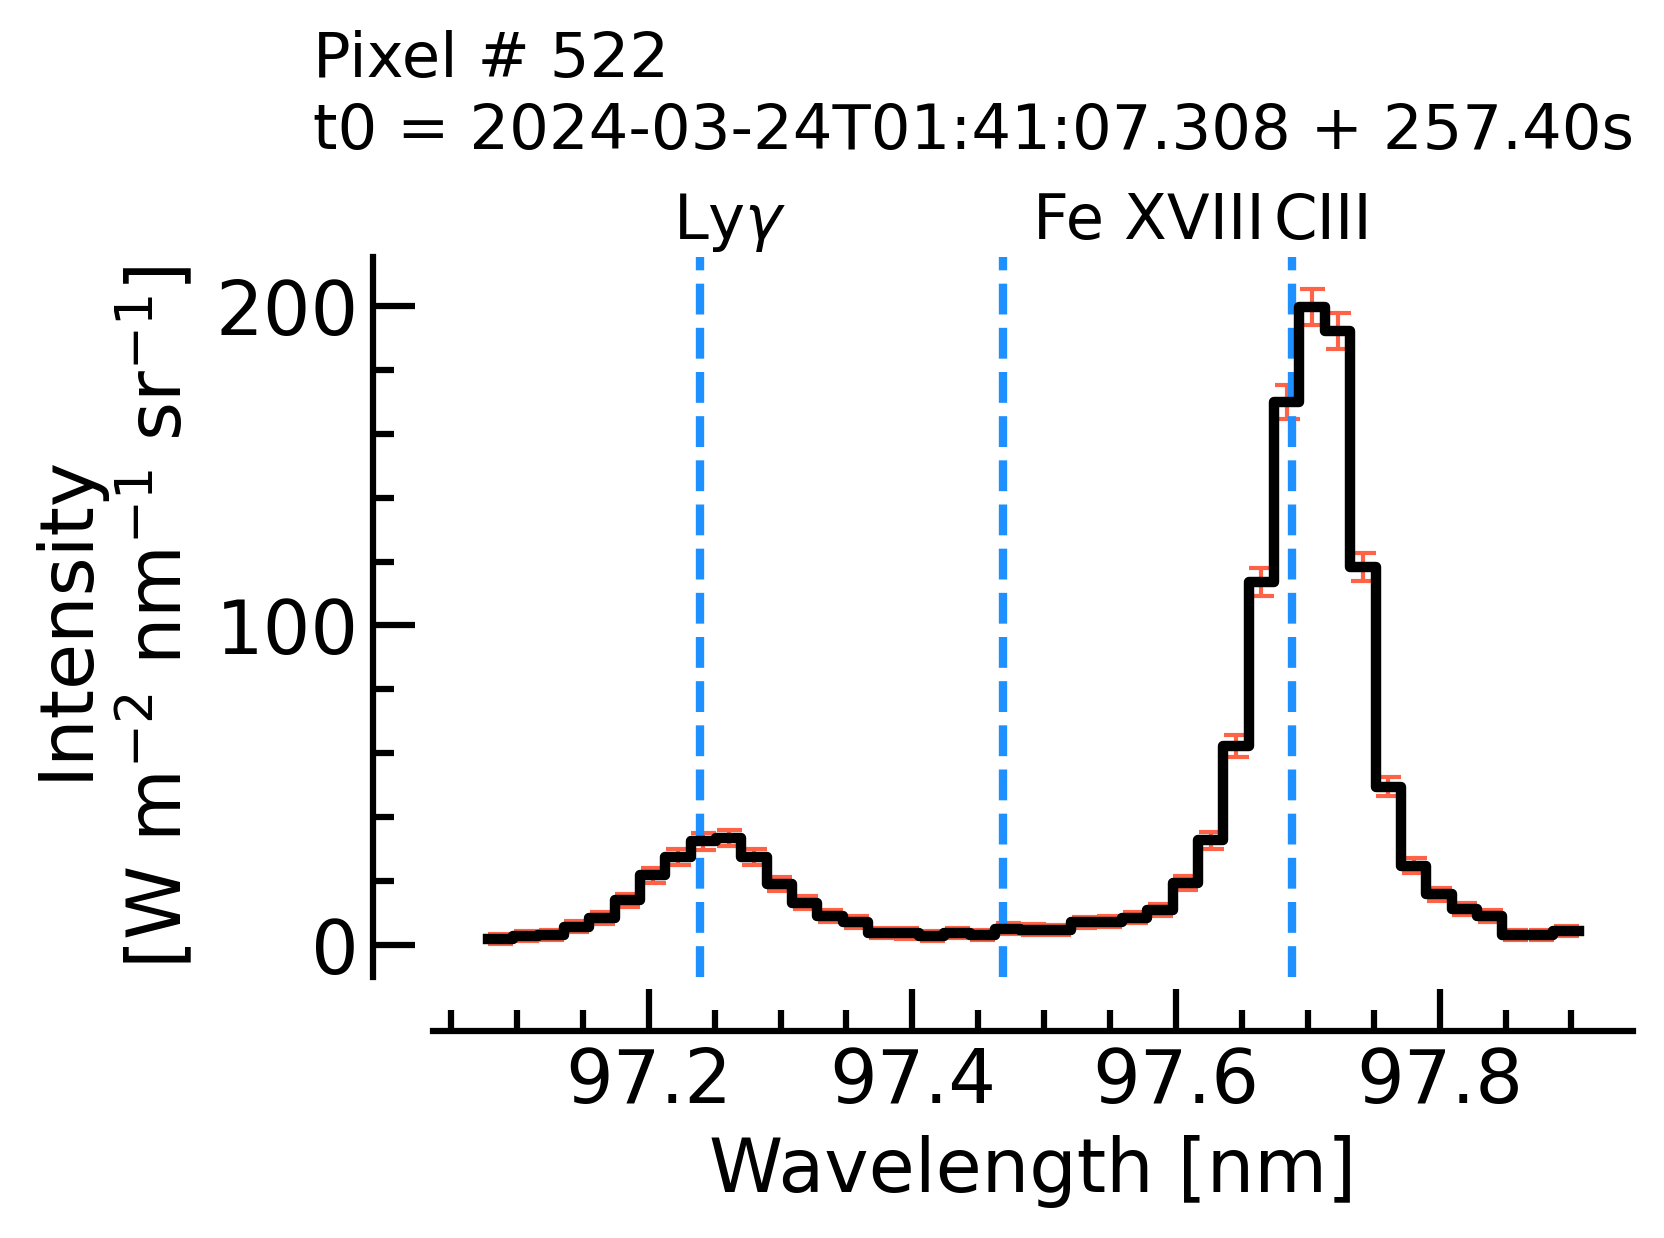 Pixel # 522
t0 = 2024-03-24T01:41:07.308 + 257.40s
Lyγ
Fe XVIII
CIII
Intensity
[W m⁻² nm⁻¹ sr⁻¹]
200
100
0
97.2
97.4
97.6
97.8
Wavelength [nm]